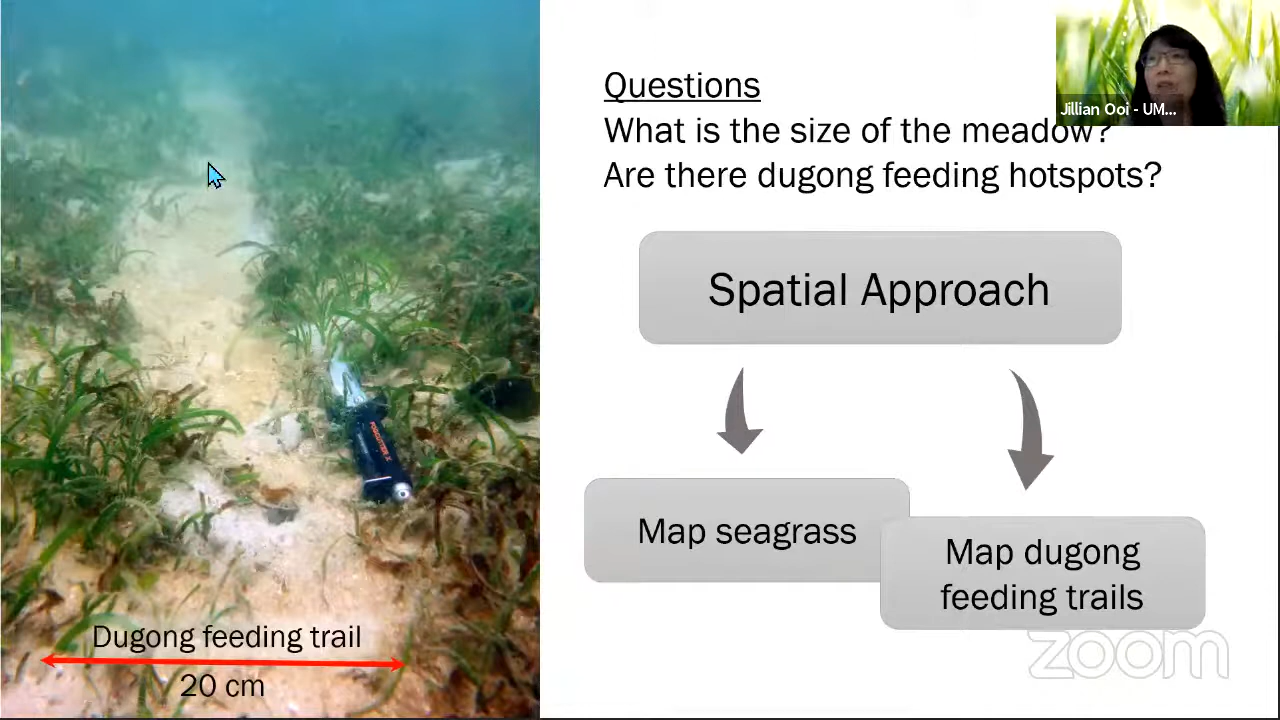 Questions
What is the size of the meadow?
Are there dugong feeding hotspots?
Jillian Ooi - UM...
Spatial Approach
Map seagrass
Map dugong
feeding trails
Dugong feeding trail
20 cm
zoom